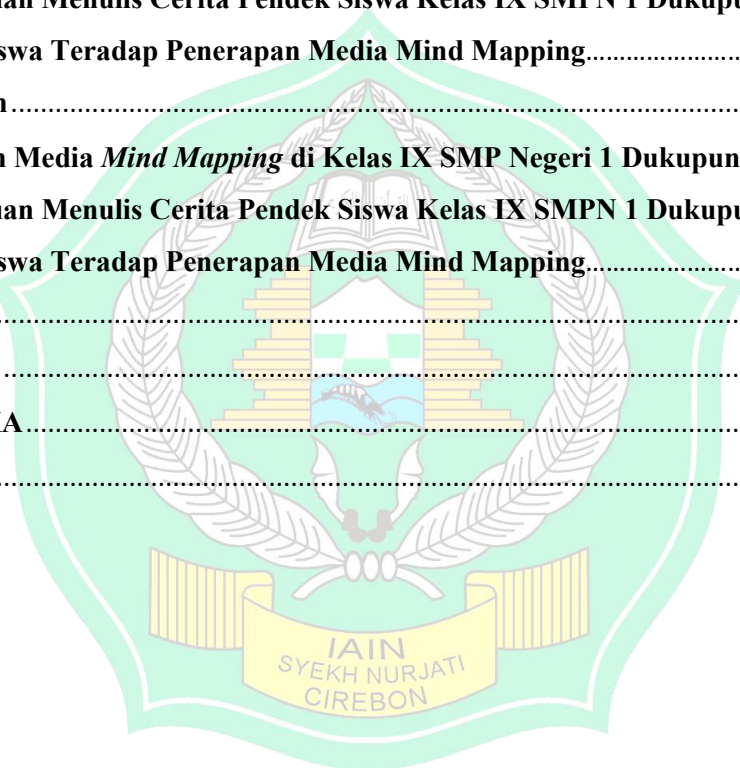 an Menulis Cerita Pendek Siswa Kelas IX SMPN 1 Dukupu
swa Teradap Penerapan Media Mind Mapping........................
n................................................................................
n Media Mind Mapping di Kelas IX SMP Negeri 1 Dukupun
uan Menulis Cerita Pendek Siswa Kelas IX SMPN 1 Dukupu
swa Teradap Penerapan Media Mind Mapping........................
................................................................................
................................................................................
KA................................................................................
................................................................................
IAIN
SYEKH NURJATI
CIREBON